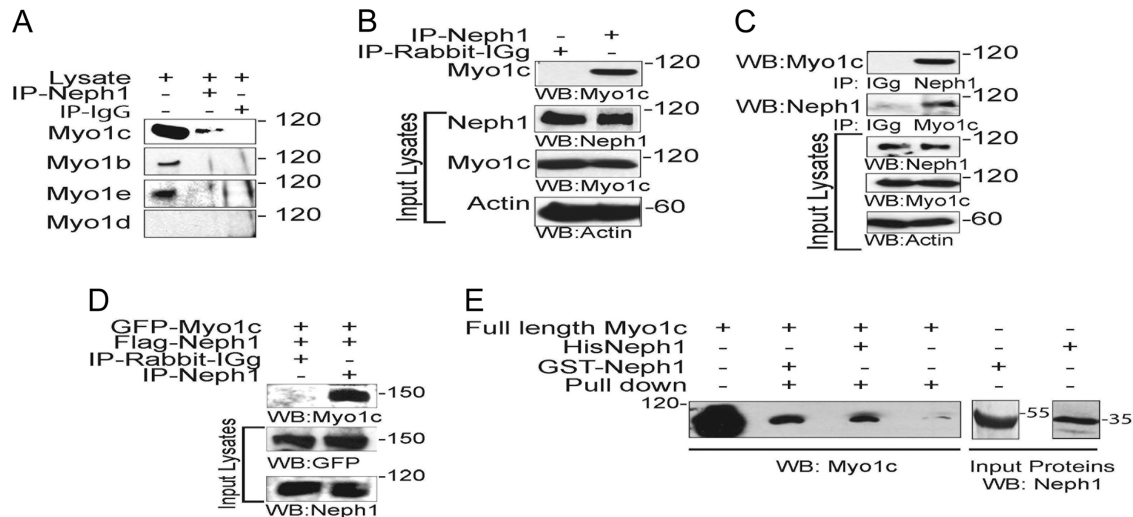 A
Lysate + + +
IP-Neph1 - + -
IP-IgG - - +
Myo1c - 120
Myo1b - 120
Myo1e - 120
Myo1d - 120
B
IP-Neph1 - +
IP-Rabbit-IGg + -
Myo1c -120
WB:Myo1c
Input Lysates
Neph1 -120
WB:Neph1
Myo1c -120
WB:Myo1c
Actin -60
WB:Actin
C
WB:Myo1c -120
IP: IGg Neph1
WB:Neph1 -120
IP: IGg Myo1c
Input Lysates
-120
WB:Neph1
-120
WB:Myo1c
-60
WB:Actin
D
GFP-Myo1c + +
Flag-Neph1 + +
IP-Rabbit-IGg + -
IP-Neph1 - +
-150
WB:Myo1c
Input Lysates
-150
WB:GFP
-120
WB:Neph1
E
Full length Myo1c + + + + - -
HisNeph1 - - + - - +
GST-Neph1 - + - - + -
Pull down - + + + - -
120- -55 -35
WB: Myo1c
Input Proteins
WB: Neph1